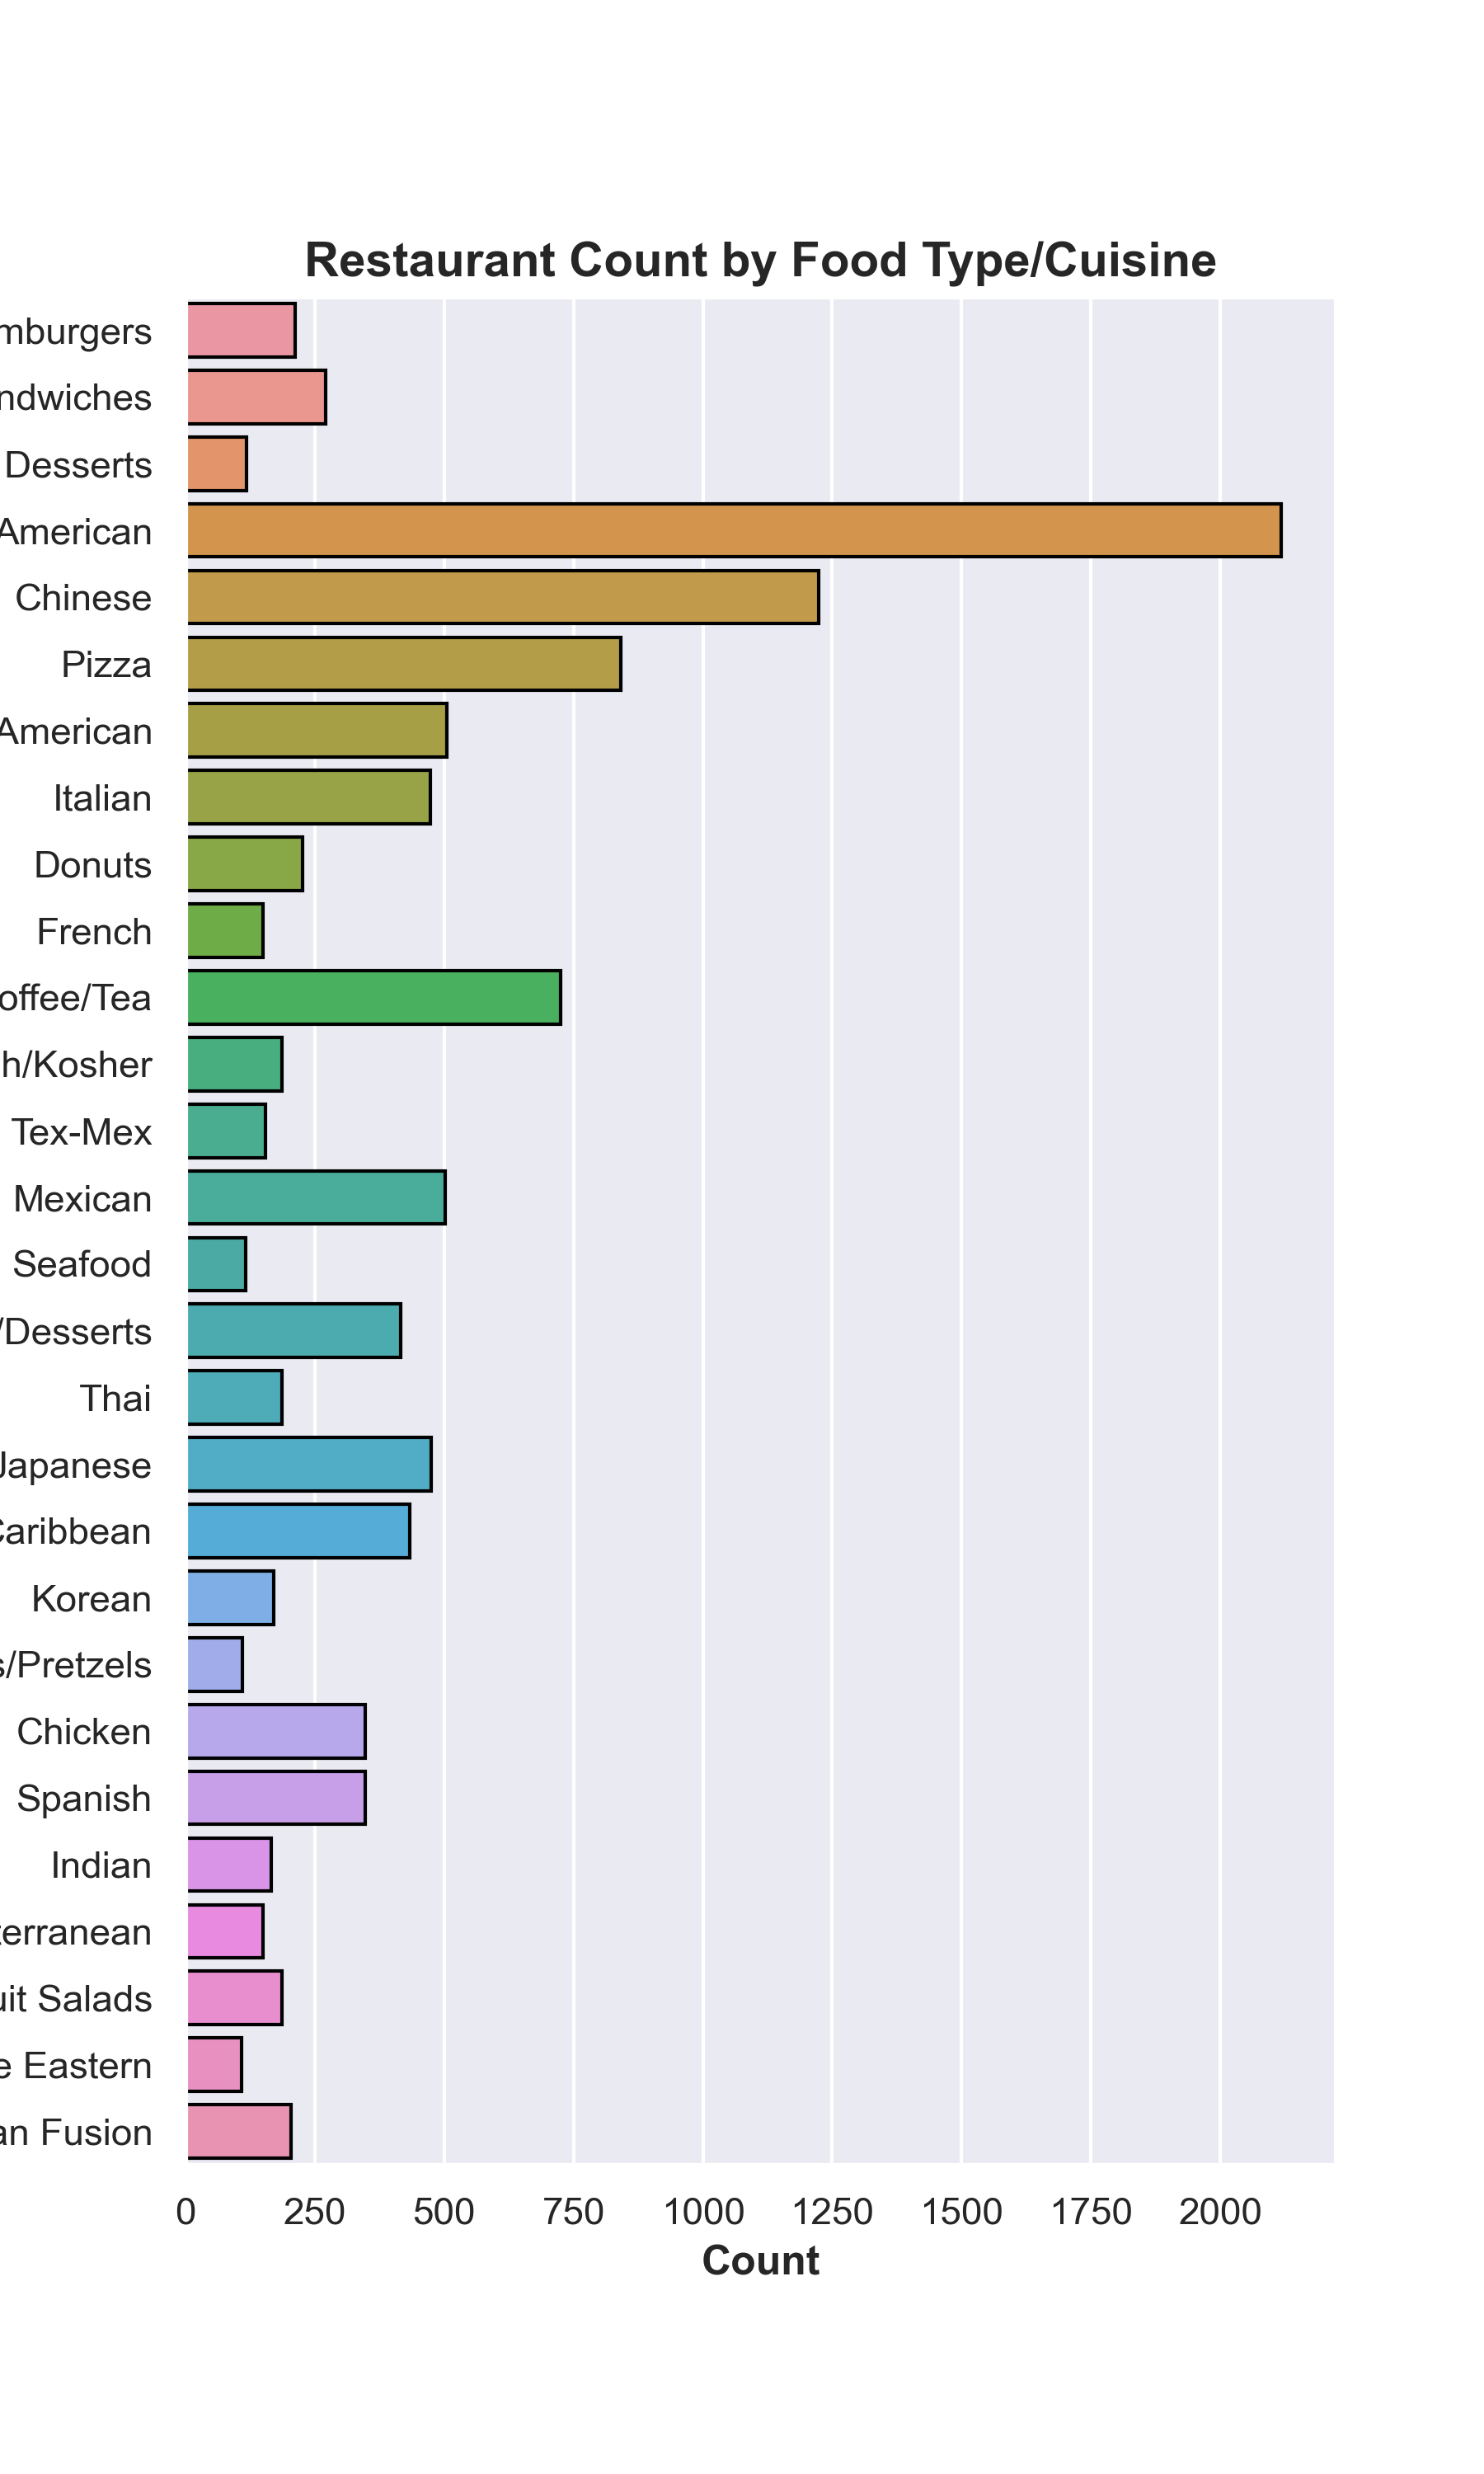 Restaurant Count by Food Type/Cuisine
mburgers
ndwiches
Desserts
American
Chinese
Pizza
American
Italian
Donuts
French
offee/Tea
h/Kosher
Tex-Mex
Mexican
Seafood
/Desserts
Thai
Japanese
Caribbean
Korean
s/Pretzels
Chicken
Spanish
Indian
terranean
uit Salads
e Eastern
an Fusion
0 250 500 750 1000 1250 1500 1750 2000
Count